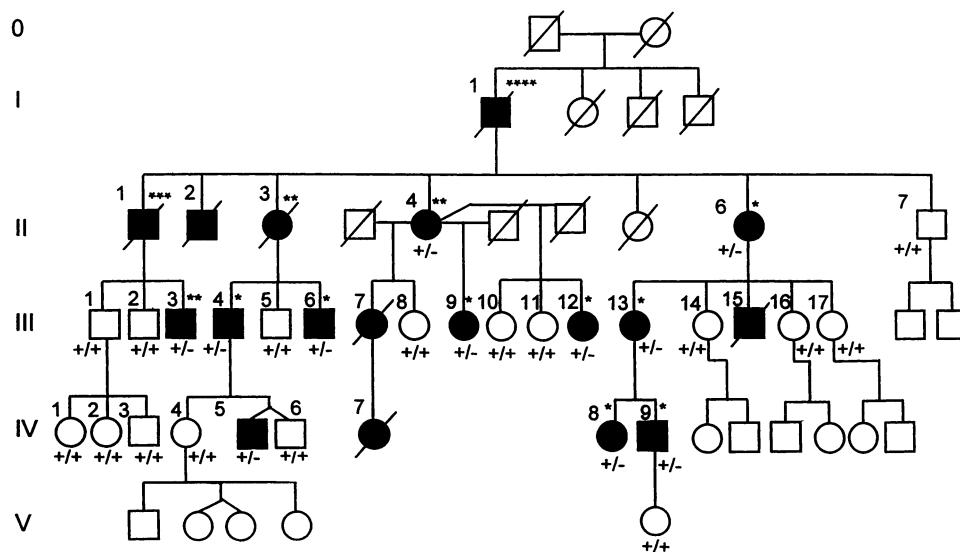 0
I
1 ****
II
1 *** 2 3 ** 4 ** 6 * 7
+/- +/- +/+
III
1 2 3 ** 4 * 5 6 * 7 8 9 * 10 11 12 * 13 * 14 15 16 17
+/+ +/+ +/- +/- +/+ +/- +/+ +/- +/+ +/+ +/- +/- +/+ +/+ +/+
IV
1 2 3 4 5 6 7 8 * 9 *
+/+ +/+ +/+ +/+ +/- +/+ +/- +/-
V
+/+